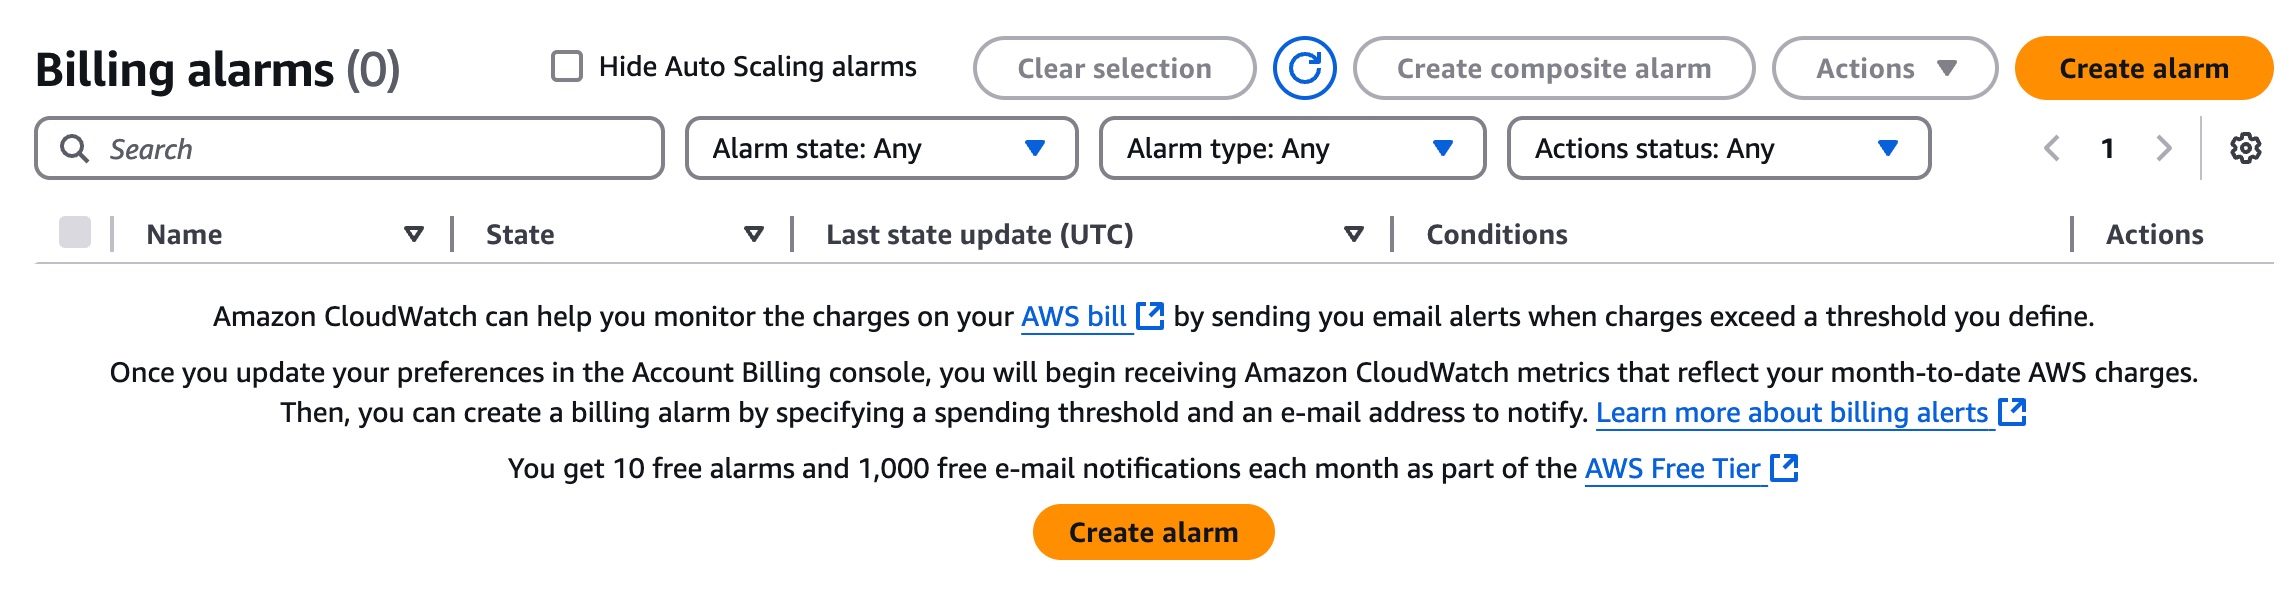 Billing alarms (0)
Hide Auto Scaling alarms
Clear selection
Create composite alarm
Actions
Create alarm
Search
Alarm state: Any
Alarm type: Any
Actions status: Any
1
Name
State
Last state update (UTC)
Conditions
Actions
Amazon CloudWatch can help you monitor the charges on your AWS bill by sending you email alerts when charges exceed a threshold you define.
Once you update your preferences in the Account Billing console, you will begin receiving Amazon CloudWatch metrics that reflect your month-to-date AWS charges.
Then, you can create a billing alarm by specifying a spending threshold and an e-mail address to notify. Learn more about billing alerts
You get 10 free alarms and 1,000 free e-mail notifications each month as part of the AWS Free Tier
Create alarm